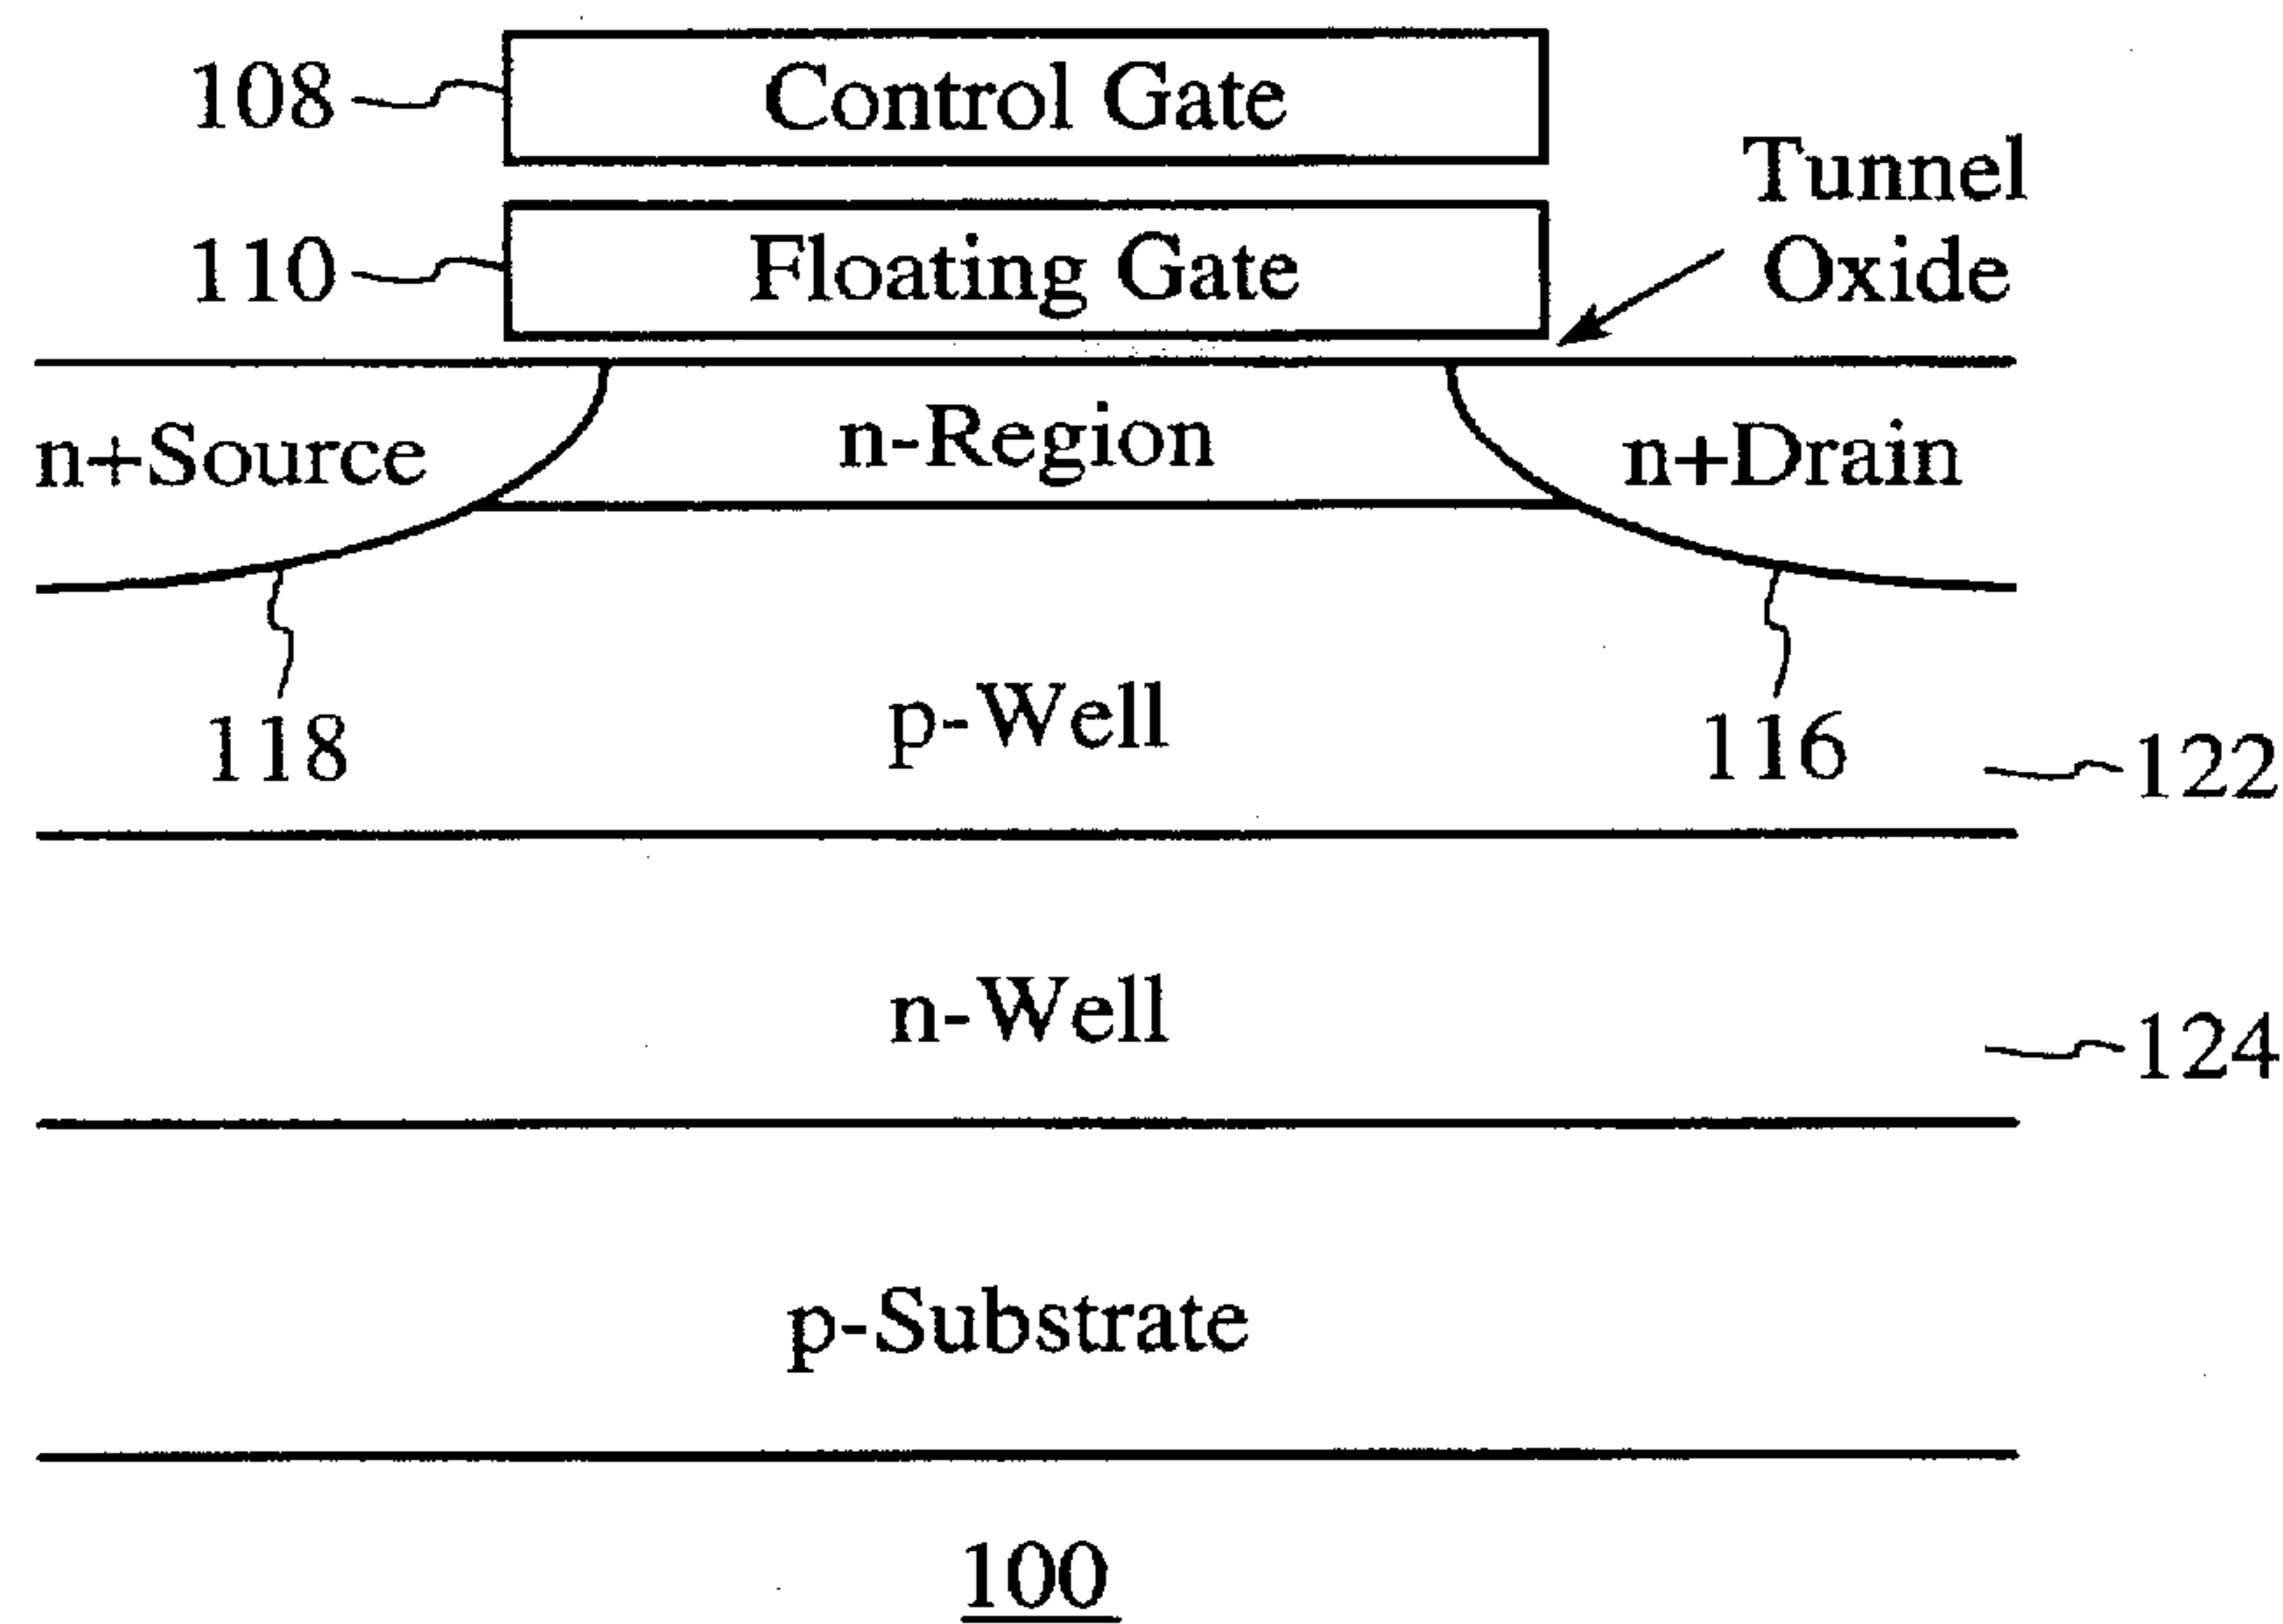 108
Control Gate
Tunnel
Oxide
110
Floating Gate
n+Source
n-Region
n+Drain
118
p-Well
116
122
n-Well
124
p-Substrate
100